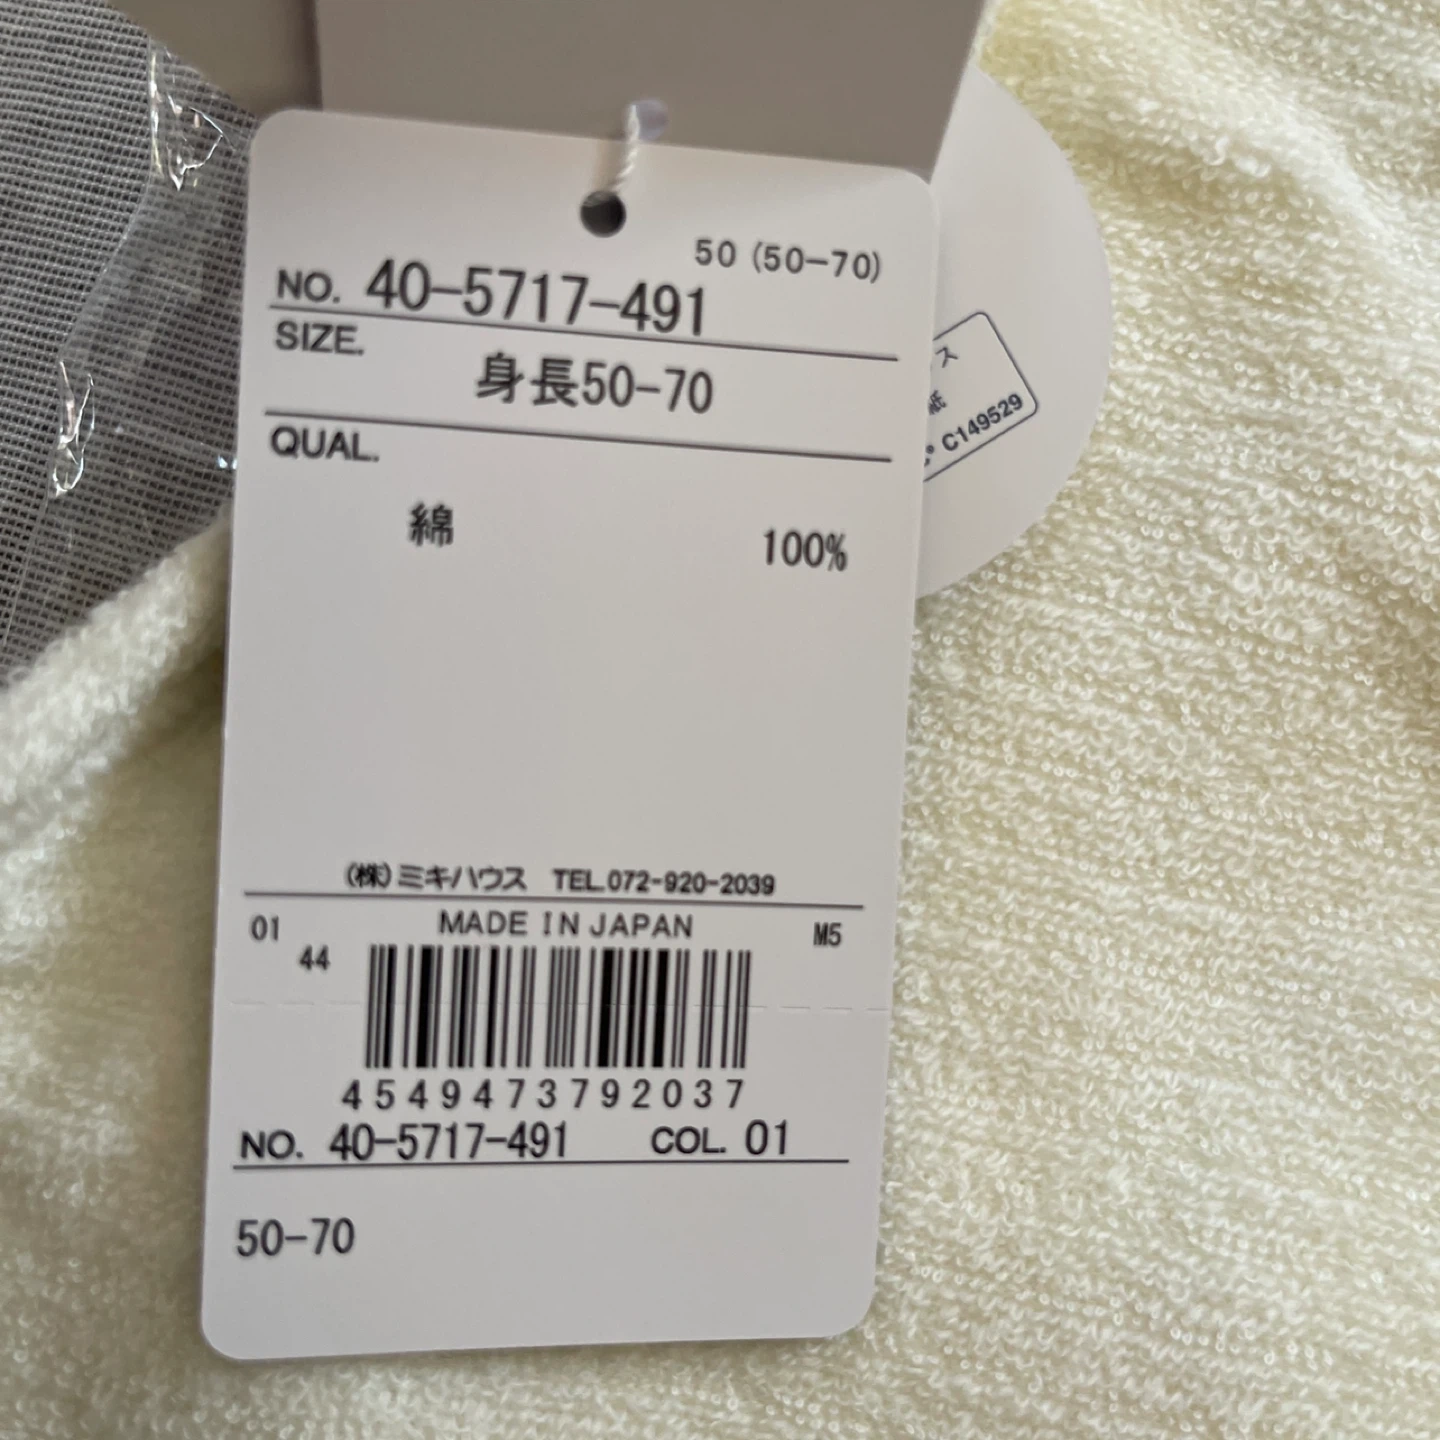 50 (50-70)
NO. 40-5717-491
SIZE.
身長50-70
QUAL.
綿 100%
(株)ミキハウス TEL.072-920-2039
01 MADE IN JAPAN M5
44
4549473792037
NO. 40-5717-491 COL. 01
50-70
ス
紙
C149529